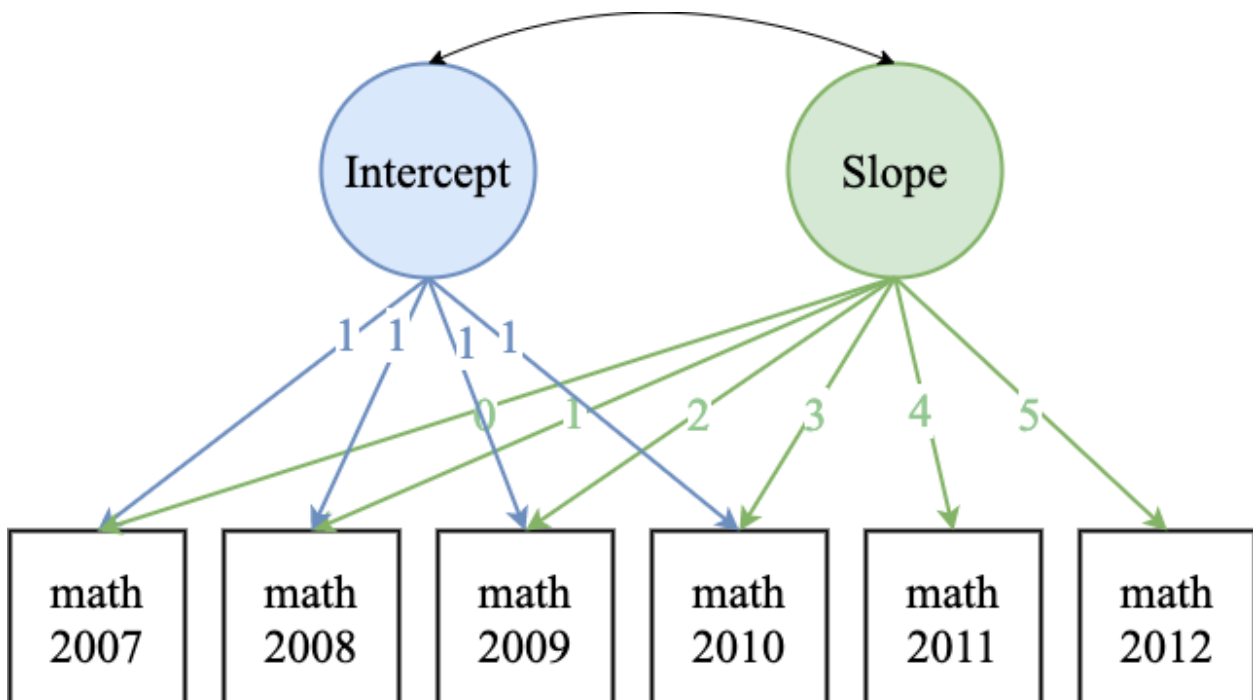 Intercept
Slope
1 1 1 1
0 1 2 3 4 5
math
2007
math
2008
math
2009
math
2010
math
2011
math
2012